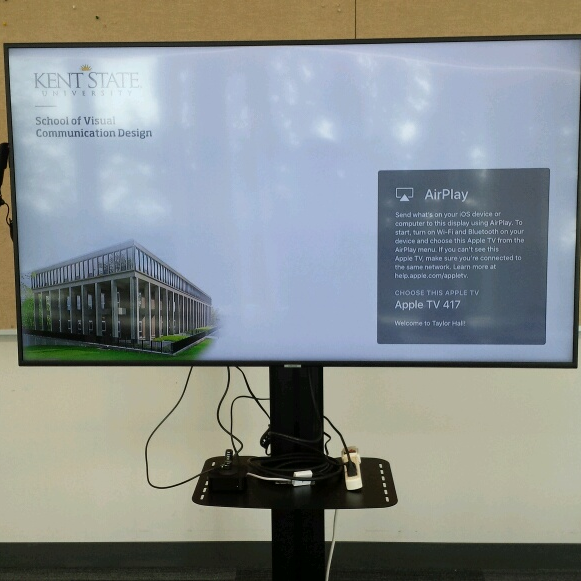 KENT STATE
UNIVERSITY
School of Visual
Communication Design
AirPlay
Send what's on your iOS device or
computer to this display using AirPlay. To
start, turn on Wi-Fi and Bluetooth on your
device and choose this Apple TV from the
AirPlay menu. If you can't see this
Apple TV, make sure you're connected to
the same network. Learn more at
help.apple.com/appletv.
CHOOSE THIS APPLE TV
Apple TV 417
Welcome to Taylor Hall!